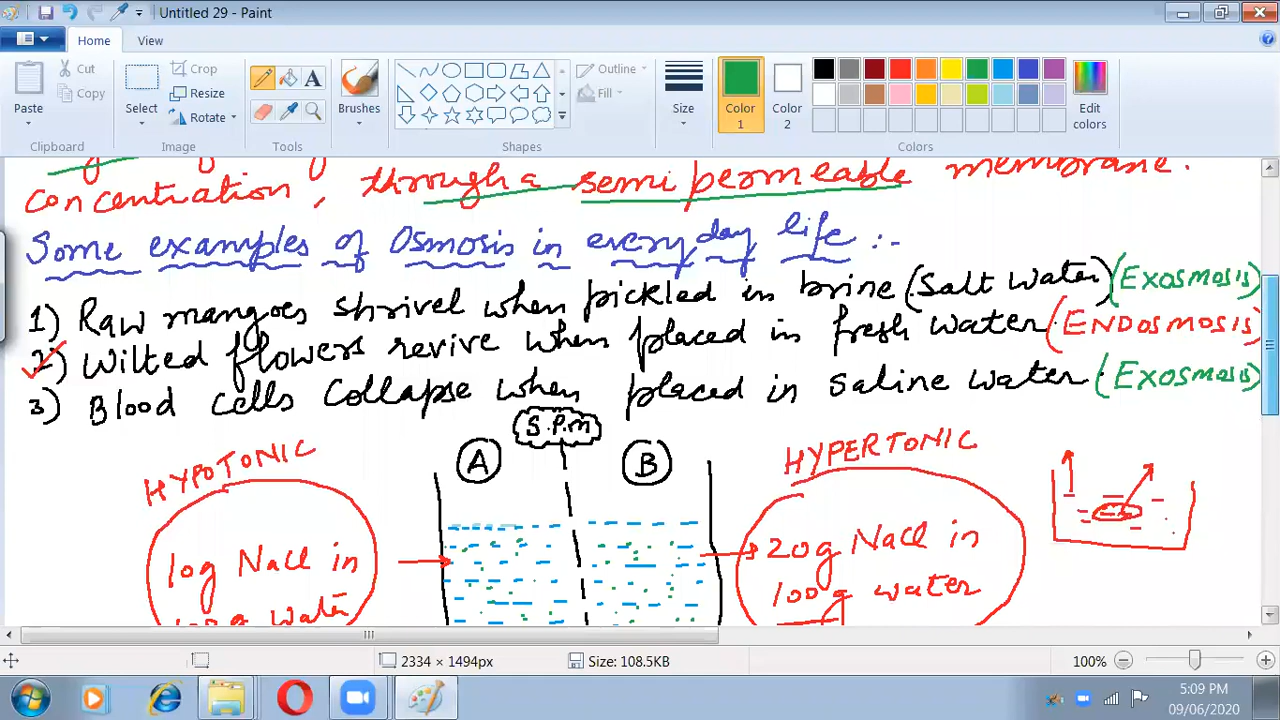 Untitled 29 - Paint
Home View
Paste Cut Copy Select Crop Resize Rotate Brushes Outline Fill Size Color 1 Color 2 Edit colors
Clipboard Image Tools Shapes Colors
concentration, through a semi permeable membrane.
Some examples of Osmosis in every day life :-
1) Raw mangoes shrivel when pickled in brine (Salt water) (EXOSMOSIS)
2) Wilted flowers revive when placed in fresh water. (ENDOSMOSIS)
3) Blood cells collapse when placed in saline water. (EXOSMOSIS)
S.P.M
HYPOTONIC A B HYPERTONIC
10g NaCl in 20g NaCl in
water 100g water
2334 × 1494px Size: 108.5KB 100%
5:09 PM
09/06/2020